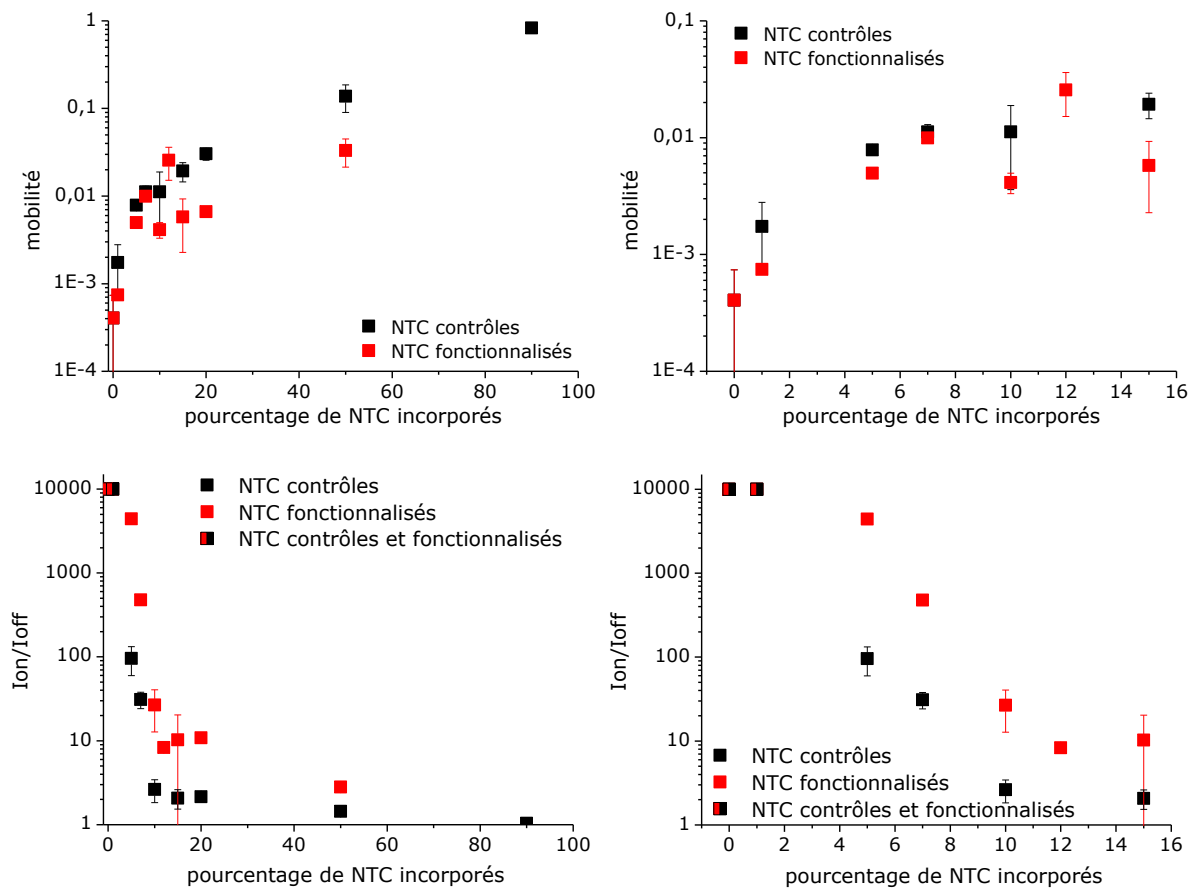 1
0,1
0,01
1E-3
1E-4
mobilité
0 20 40 60 80 100
pourcentage de NTC incorporés
NTC contrôles
NTC fonctionnalisés
0,1
0,01
1E-3
1E-4
mobilité
0 2 4 6 8 10 12 14 16
pourcentage de NTC incorporés
NTC contrôles
NTC fonctionnalisés
10000
1000
100
10
1
Ion/Ioff
0 20 40 60 80 100
pourcentage de NTC incorporés
NTC contrôles
NTC fonctionnalisés
NTC contrôles et fonctionnalisés
10000
1000
100
10
1
Ion/Ioff
0 2 4 6 8 10 12 14 16
pourcentage de NTC incorporés
NTC contrôles
NTC fonctionnalisés
NTC contrôles et fonctionnalisés